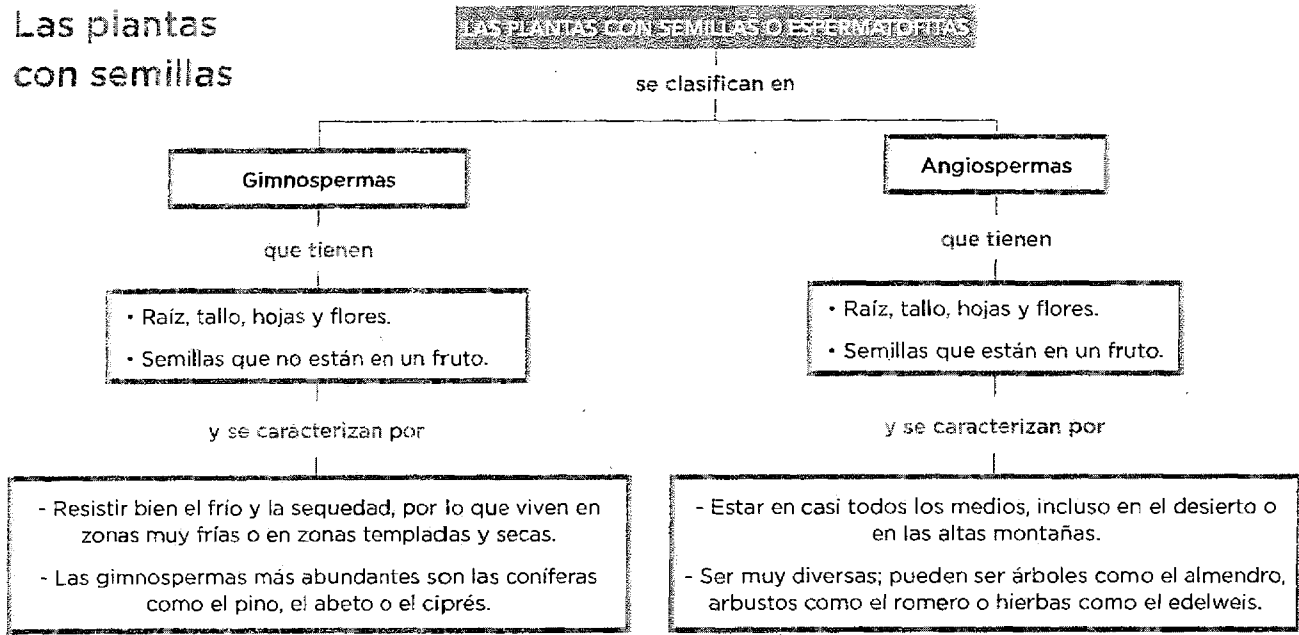 Las plantas
con semillas
LAS PLANTAS CON SEMILLAS O ESPERMATOFITAS
se clasifican en
Gimnospermas
que tienen
• Raíz, tallo, hojas y flores.
• Semillas que no están en un fruto.
y se caracterizan por
- Resistir bien el frío y la sequedad, por lo que viven en
zonas muy frías o en zonas templadas y secas.
- Las gimnospermas más abundantes son las coníferas
como el pino, el abeto o el ciprés.
Angiospermas
que tienen
• Raíz, tallo, hojas y flores.
• Semillas que están en un fruto.
y se caracterizan por
- Estar en casi todos los medios, incluso en el desierto o
en las altas montañas.
- Ser muy diversas; pueden ser árboles como el almendro,
arbustos como el romero o hierbas como el edelweis.